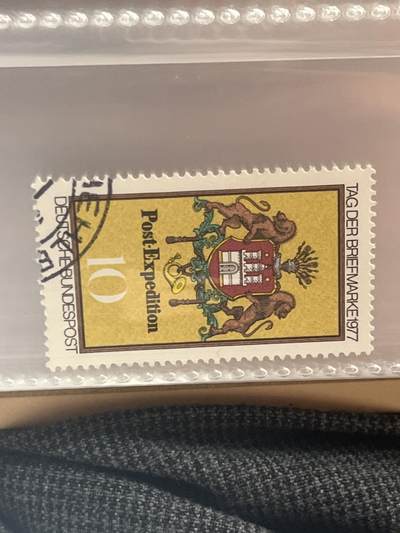 TAG DER BRIEFMARKE 1977
Post=Expedition
10
DEUTSCHE BUNDESPOST